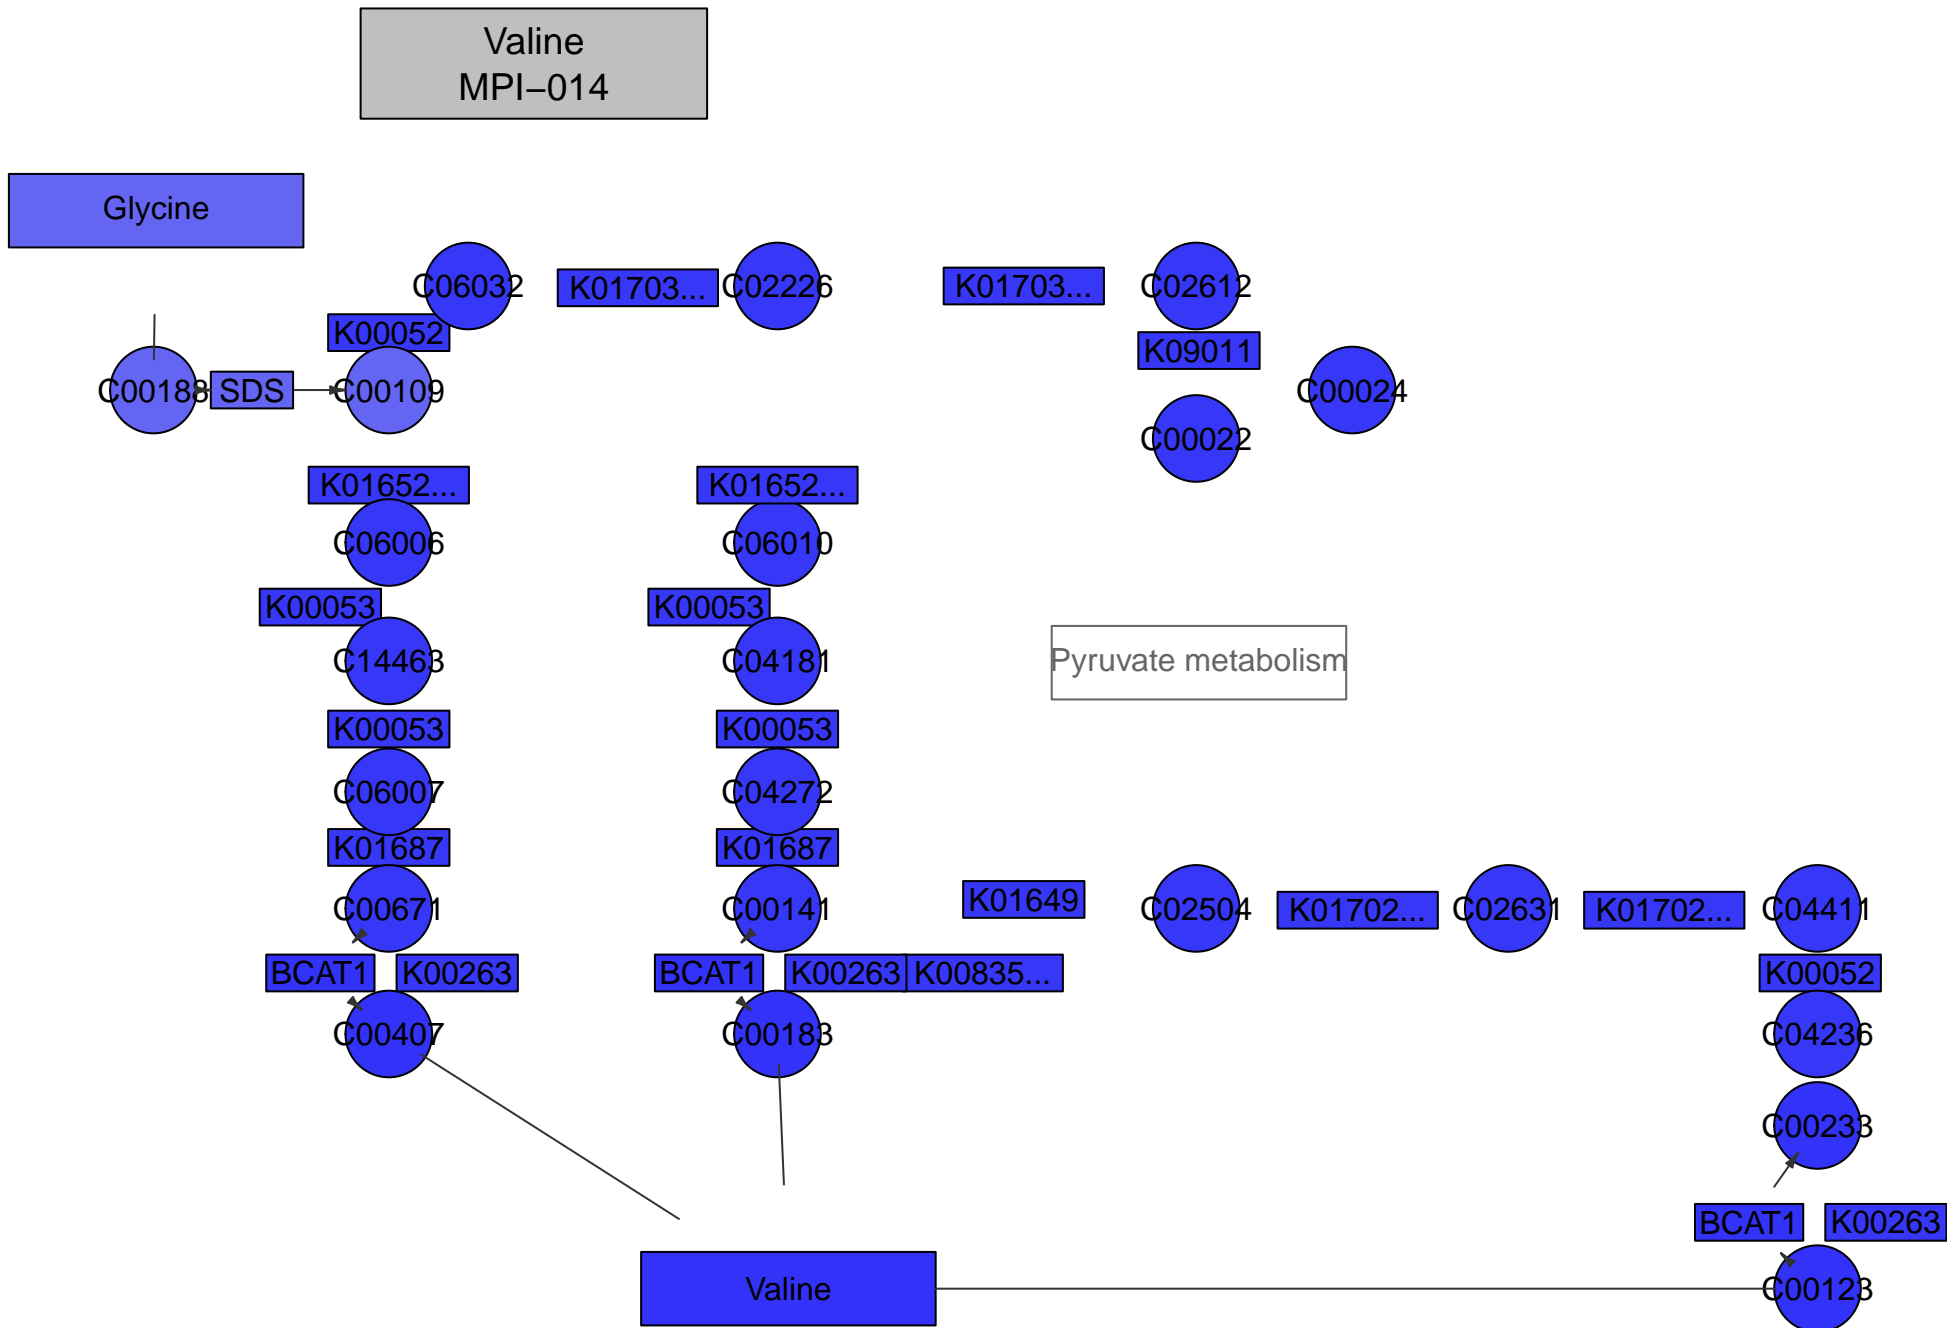 Valine
MPI−014
Glycine
C06032
K01703...
C02226
K01703...
C02612
K00052
K09011
C00188
SDS
C00109
C00024
C00022
K01652...
K01652...
C06006
C06010
K00053
K00053
C14463
C04181
Pyruvate metabolism
K00053
K00053
C06007
C04272
K01687
K01687
C00671
C00141
K01649
C02504
K01702...
C02631
K01702...
C04411
BCAT1
K00263
BCAT1
K00263
K00835...
K00052
C00407
C00183
C04236
C00233
BCAT1
K00263
Valine
C00123